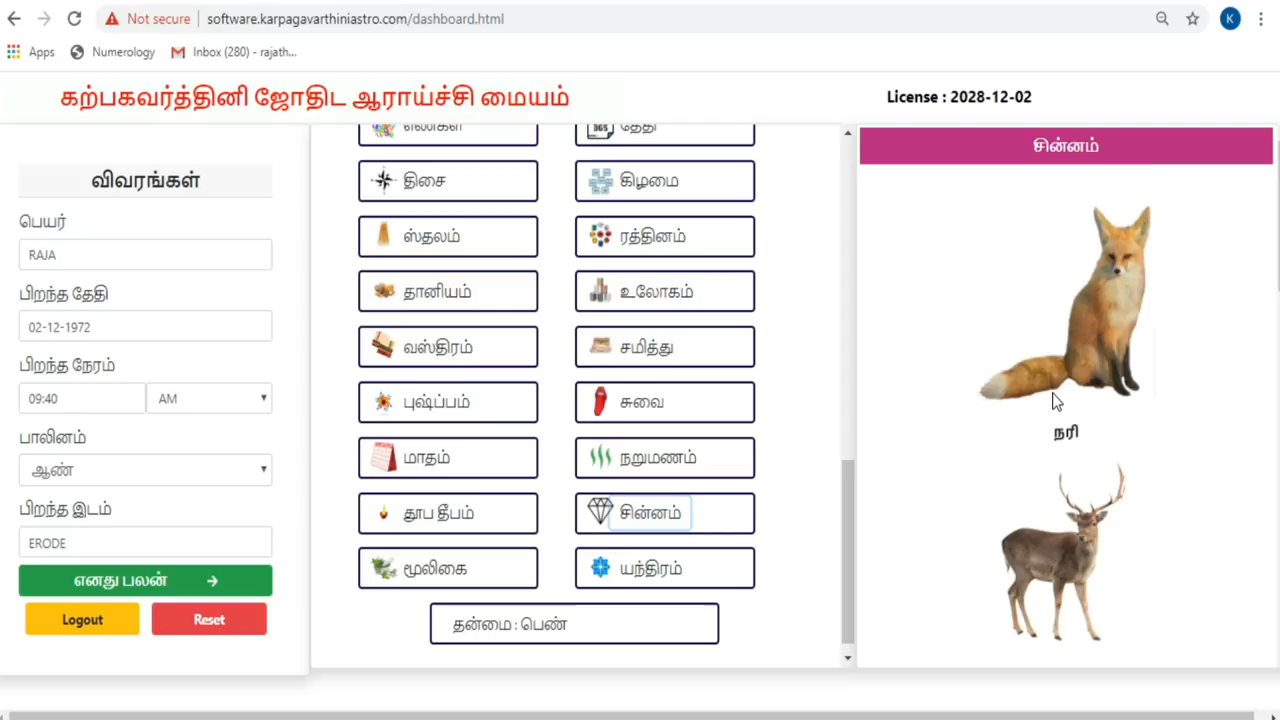 Not secure
software.karpagavarthiniastro.com/dashboard.html
K
Apps
Numerology
Inbox (280) - rajath...
கற்பகவர்த்தினி ஜோதிட ஆராய்ச்சி மையம்
License : 2028-12-02
விவரங்கள்
பெயர்
RAJA
பிறந்த தேதி
02-12-1972
பிறந்த நேரம்
09:40
AM
பாலினம்
ஆண்
பிறந்த இடம்
ERODE
எனது பலன்
Logout
Reset
எண்கள்
365
தேதி
திசை
கிழமை
ஸ்தலம்
ரத்தினம்
தானியம்
உலோகம்
வஸ்திரம்
சமித்து
புஷ்ப்பம்
சுவை
மாதம்
நறுமணம்
தூப தீபம்
சின்னம்
மூலிகை
யந்திரம்
தன்மை : பெண்
சின்னம்
நரி